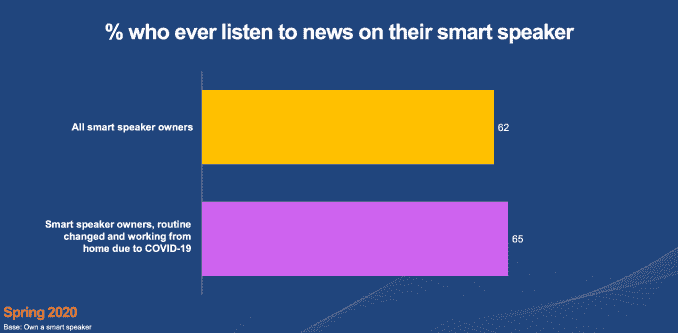 % who ever listen to news on their smart speaker
All smart speaker owners
62
Smart speaker owners, routine
changed and working from
home due to COVID-19
65
Spring 2020
Base: Own a smart speaker